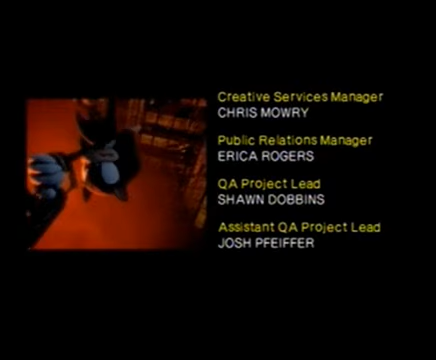 Creative Services Manager
CHRIS MOWRY
Public Relations Manager
ERICA ROGERS
QA Project Lead
SHAWN DOBBINS
Assistant QA Project Lead
JOSH PFEIFFER